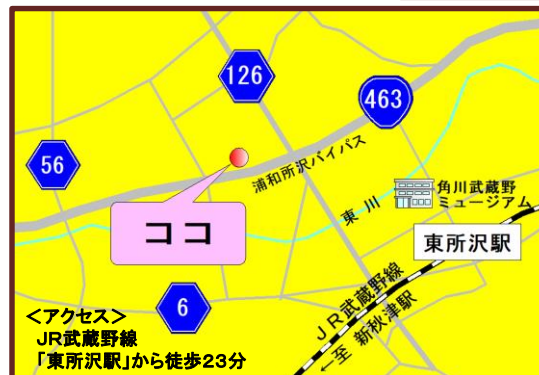 126
463
56
浦和所沢バイパス
東川
角川武蔵野
ミュージアム
ココ
東所沢駅
6
JR武蔵野線
←至 新秋津駅
＜アクセス＞
JR武蔵野線
「東所沢駅」から徒歩23分